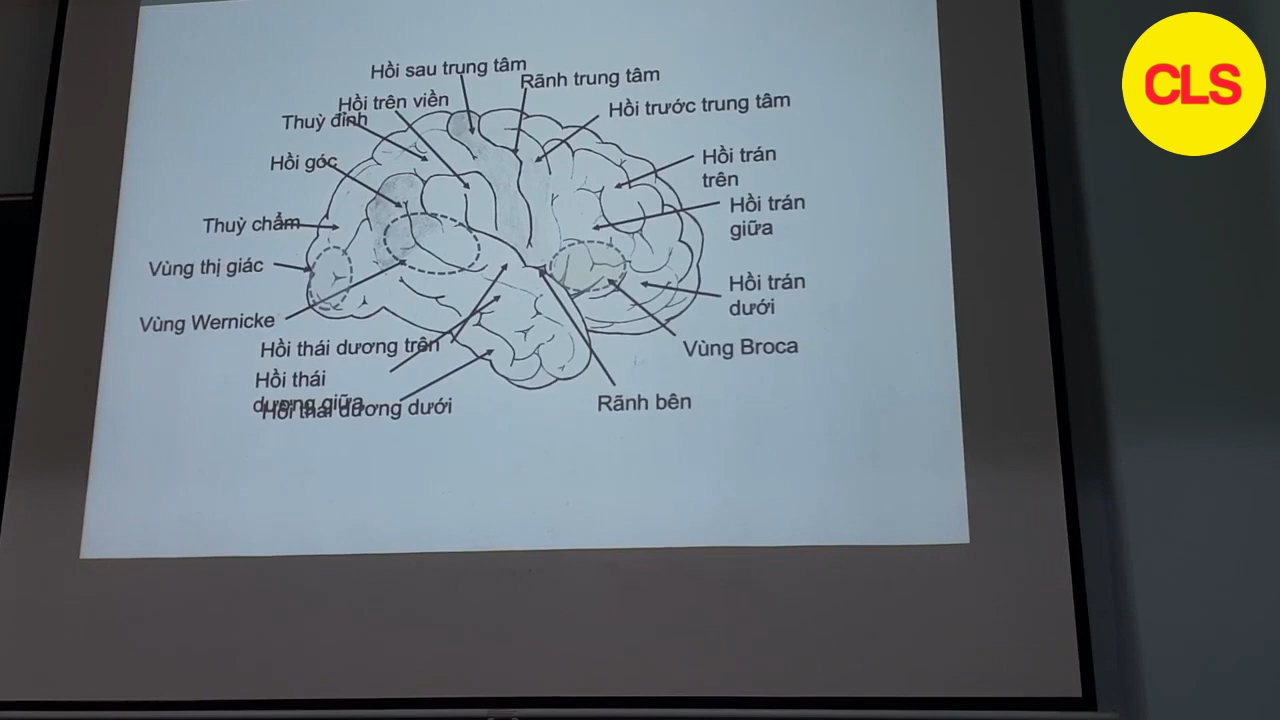 CLS
Hồi sau trung tâm
Rãnh trung tâm
Hồi trên viền
Hồi trước trung tâm
Thuỳ đỉnh
Hồi góc
Hồi trán
trên
Hồi trán
giữa
Thuỳ chẩm
Vùng thị giác
Hồi trán
dưới
Vùng Wernicke
Hồi thái dương trên
Vùng Broca
Hồi thái
dương giữa
Hồi thái dương dưới
Rãnh bên